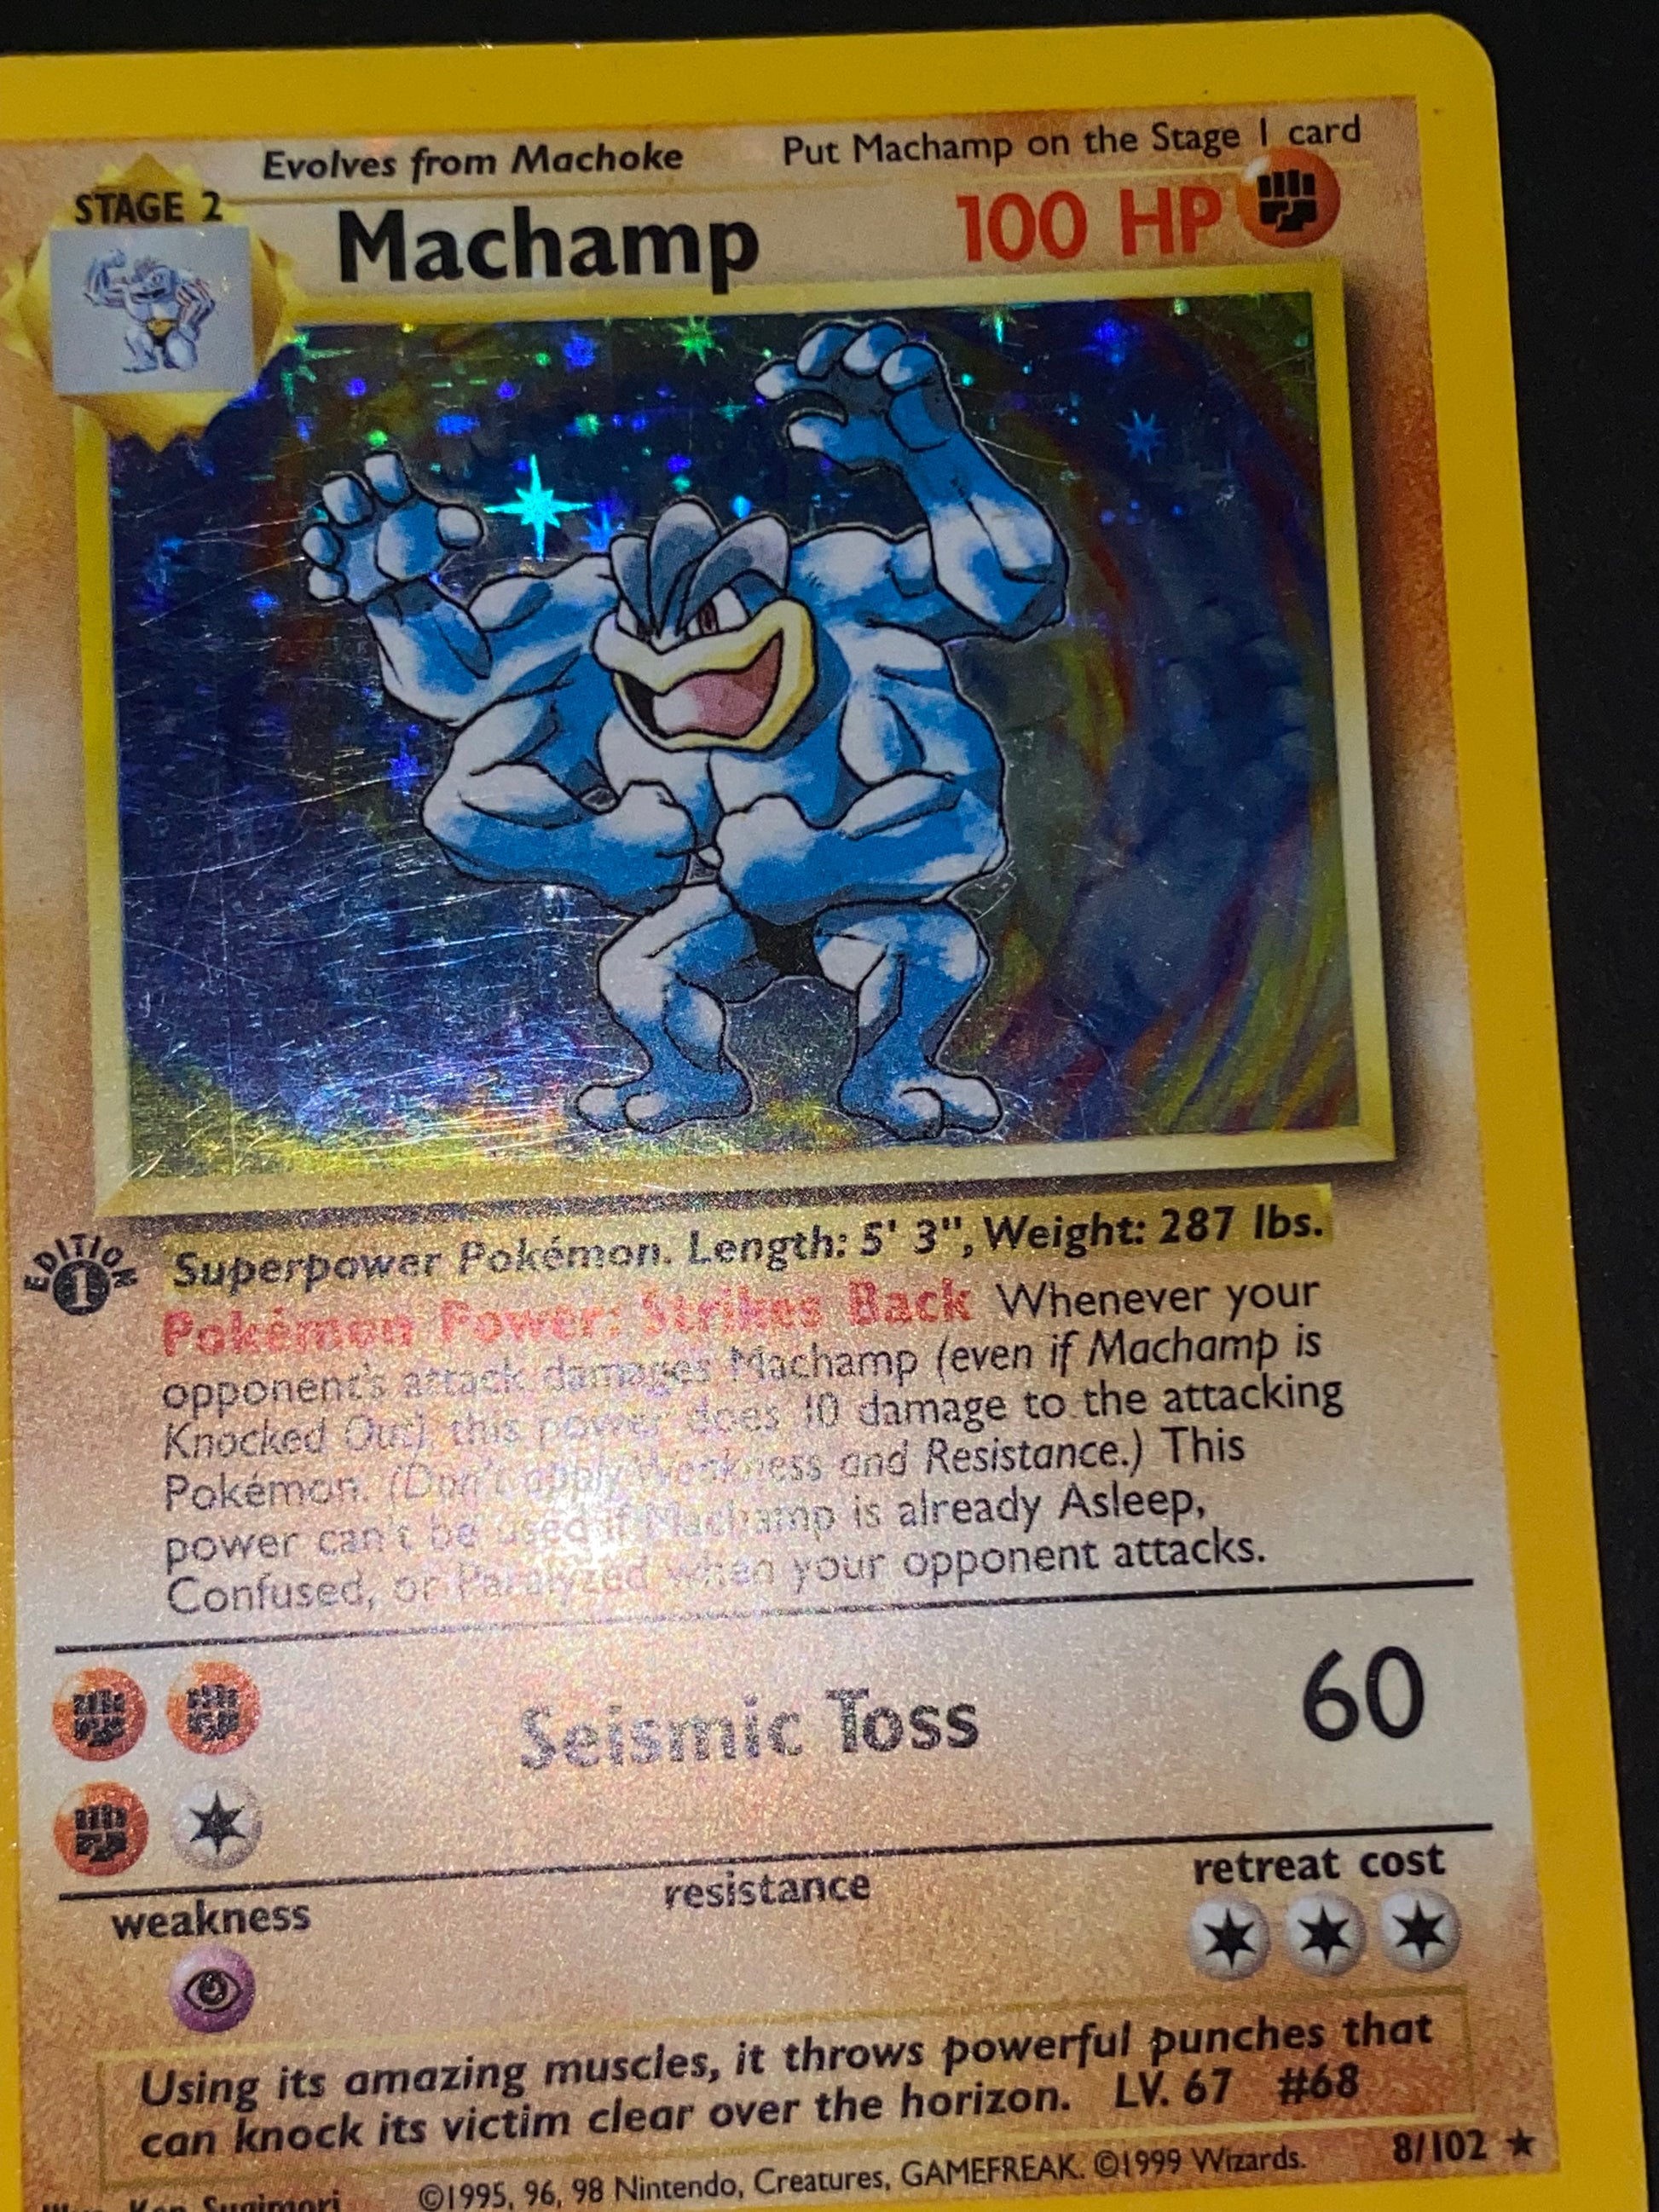 Evolves from Machoke Put Machamp on the Stage 1 card
STAGE 2
Machamp 100 HP
EDITION 1
Superpower Pokémon. Length: 5' 3", Weight: 287 lbs.
Pokémon Power: Strikes Back Whenever your
opponent's attack damages Machamp (even if Machamp is
Knocked Out), this power does 10 damage to the attacking
Pokémon. (Don't apply Weakness and Resistance.) This
power can't be used if Machamp is already Asleep,
Confused, or Paralyzed when your opponent attacks.
Seismic Toss 60
weakness resistance retreat cost
Using its amazing muscles, it throws powerful punches that
can knock its victim clear over the horizon. LV. 67 #68
Illus. Ken Sugimori ©1995, 96, 98 Nintendo, Creatures, GAMEFREAK. ©1999 Wizards. 8/102 ★